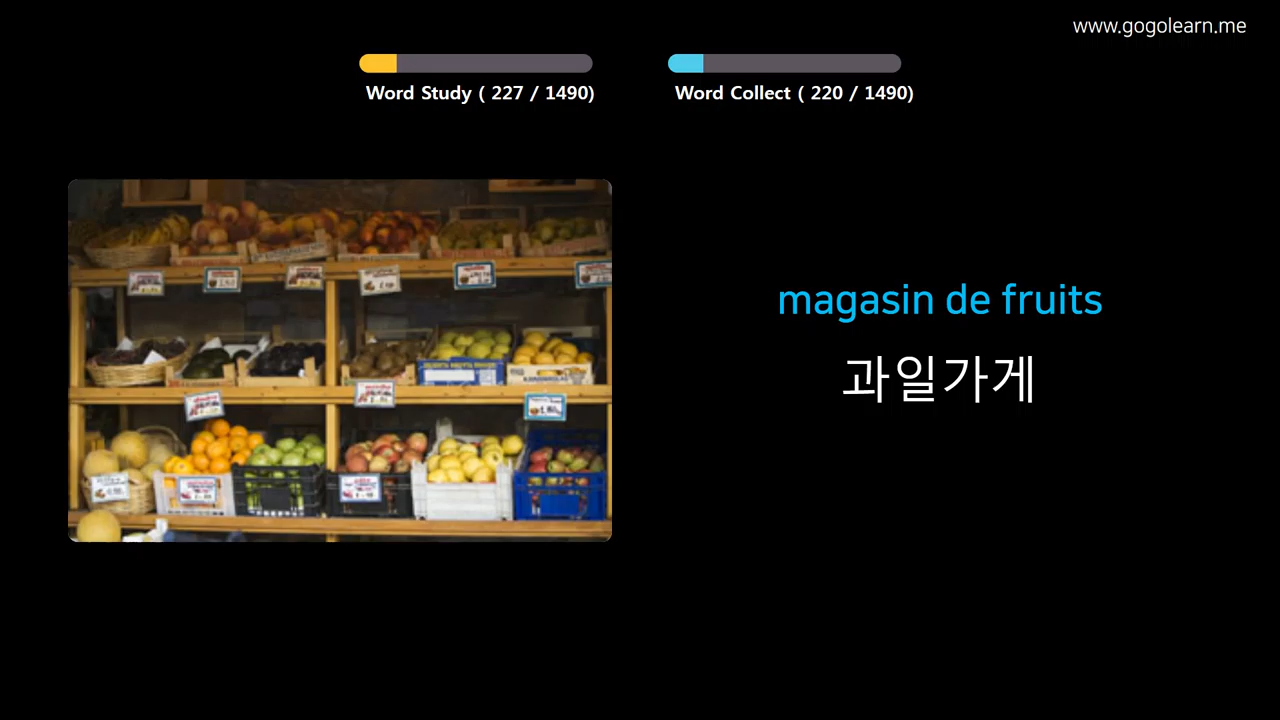 www.gogolearn.me
Word Study ( 227 / 1490)
Word Collect ( 220 / 1490)
magasin de fruits
과일가게